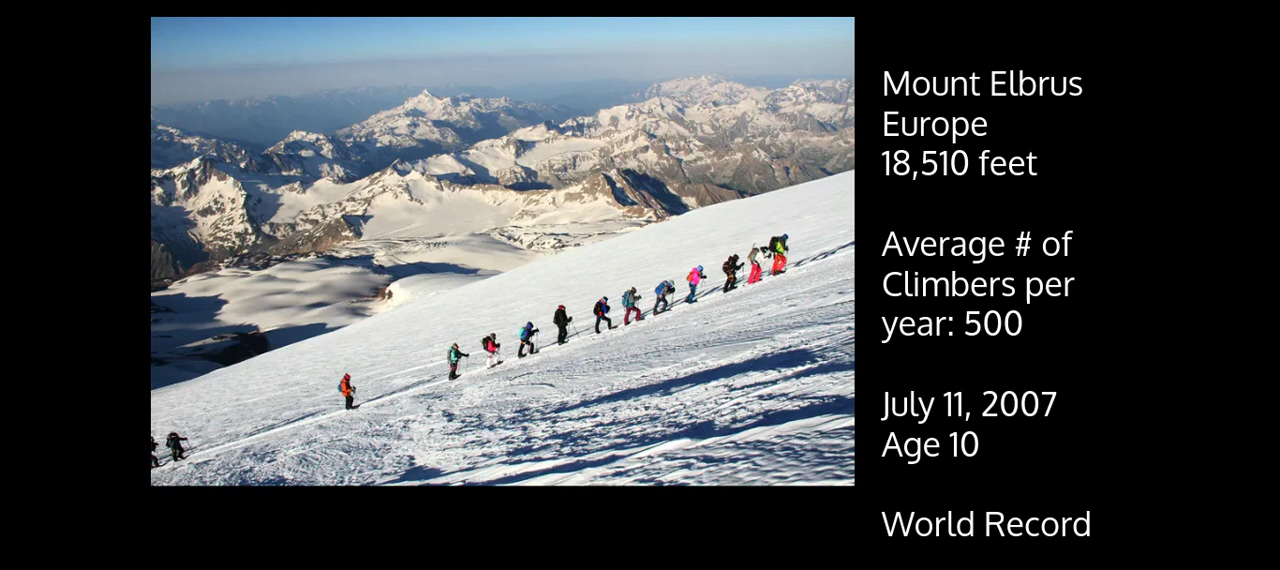 Mount Elbrus
Europe
18,510 feet
Average # of
Climbers per
year: 500
July 11, 2007
Age 10
World Record